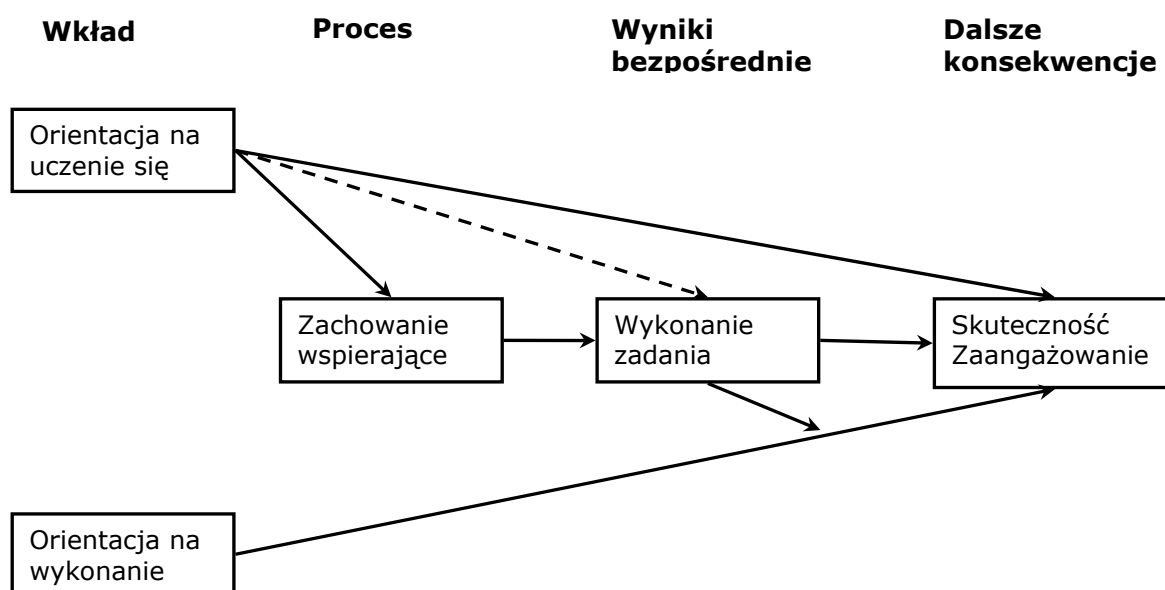 Wkład
Proces
Wyniki
bezpośrednie
Dalsze
konsekwencje
Orientacja na
uczenie się
Zachowanie
wspierające
Wykonanie
zadania
Skuteczność
Zaangażowanie
Orientacja na
wykonanie